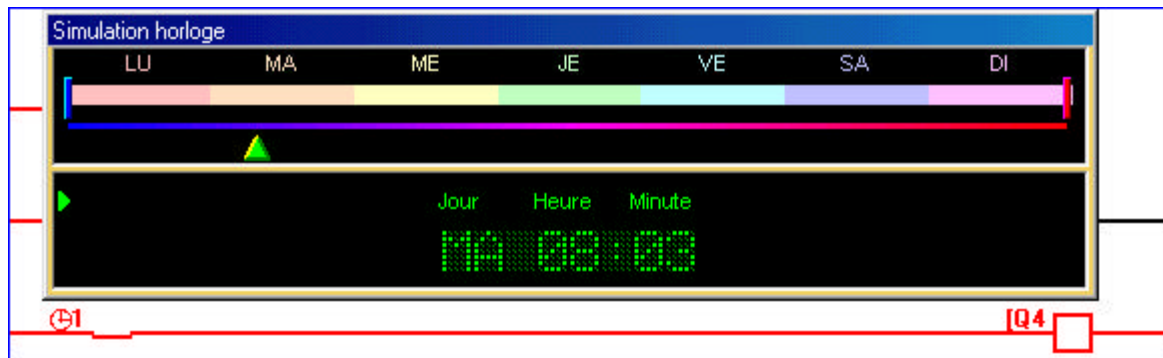 Simulation horloge
LU MA ME JE VE SA DI
Jour Heure Minute
MA 08:03
1 [Q4